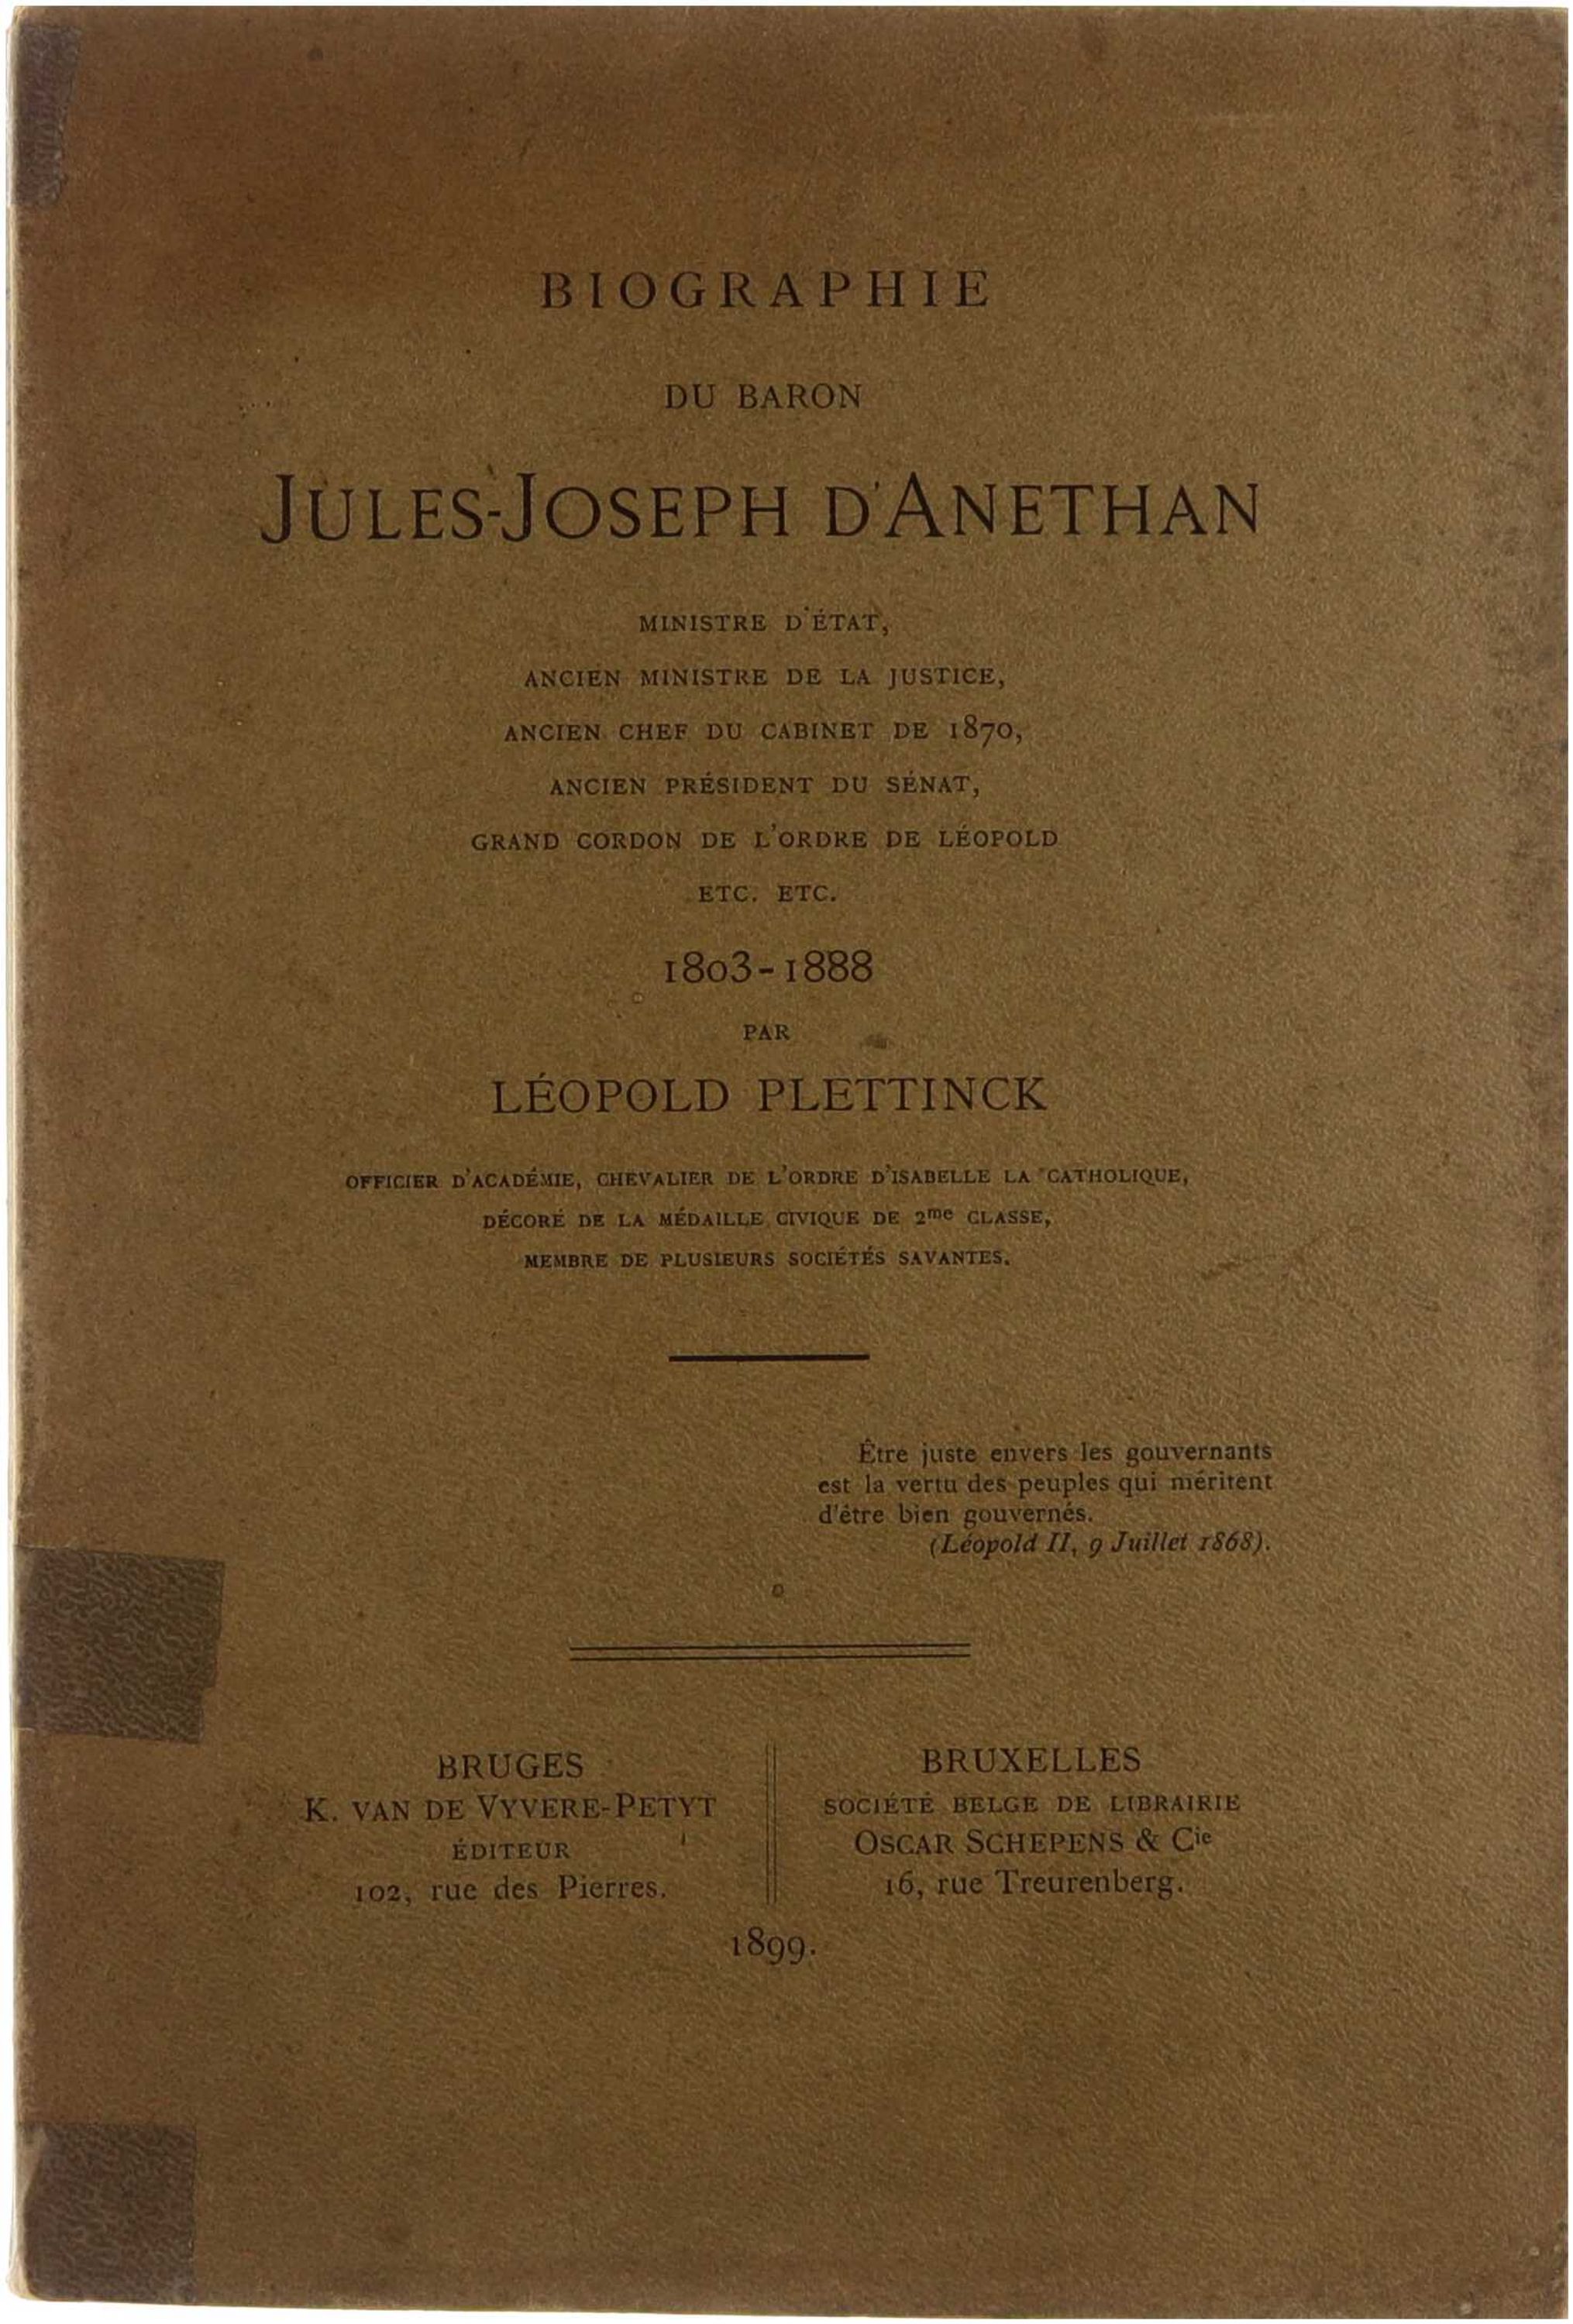 BIOGRAPHIE
DU BARON
JULES-JOSEPH D'ANETHAN
MINISTRE D'ÉTAT,
ANCIEN MINISTRE DE LA JUSTICE,
ANCIEN CHEF DU CABINET DE 1870,
ANCIEN PRÉSIDENT DU SÉNAT,
GRAND CORDON DE L'ORDRE DE LÉOPOLD
ETC. ETC.
1803-1888
PAR
LÉOPOLD PLETTINCK
OFFICIER D'ACADÉMIE, CHEVALIER DE L'ORDRE D'ISABELLE LA CATHOLIQUE,
DÉCORÉ DE LA MÉDAILLE CIVIQUE DE 2me CLASSE,
MEMBRE DE PLUSIEURS SOCIÉTÉS SAVANTES.
Être juste envers les gouvernants
est la vertu des peuples qui méritent
d'être bien gouvernés.
(Léopold II, 9 Juillet 1868).
BRUGES
K. VAN DE VYVERE-PETYT
ÉDITEUR
102, rue des Pierres.
BRUXELLES
SOCIÉTÉ BELGE DE LIBRAIRIE
OSCAR SCHEPENS & Cie
16, rue Treurenberg.
1899.